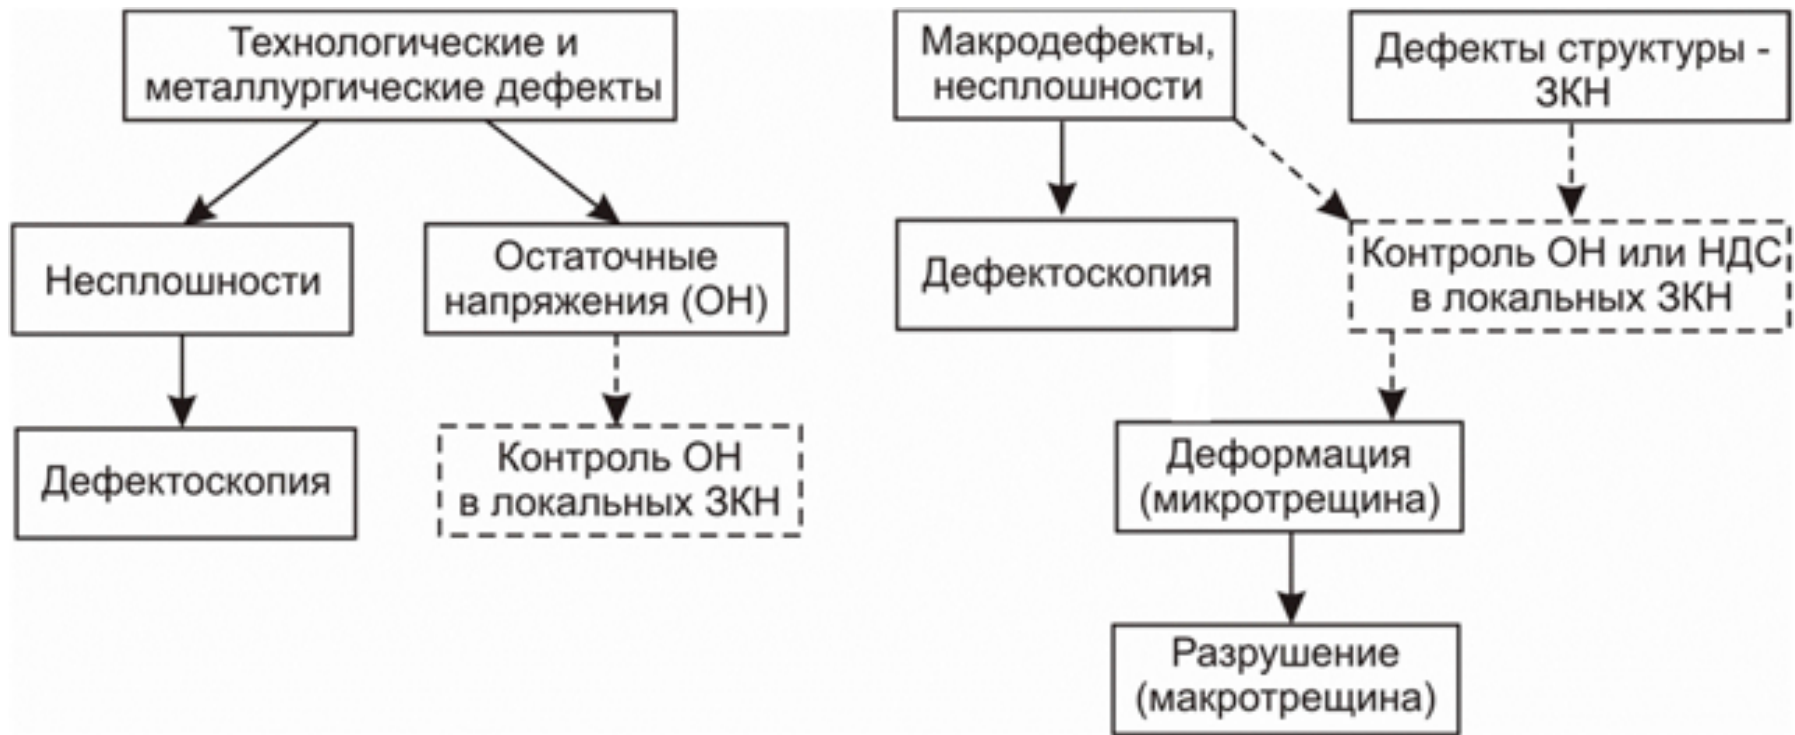 Технологические и
металлургические дефекты
Несплошности
Остаточные
напряжения (ОН)
Дефектоскопия
Контроль ОН
в локальных ЗКН
Макродефекты,
несплошности
Дефекты структуры -
ЗКН
Дефектоскопия
Контроль ОН или НДС
в локальных ЗКН
Деформация
(микротрещина)
Разрушение
(макротрещина)